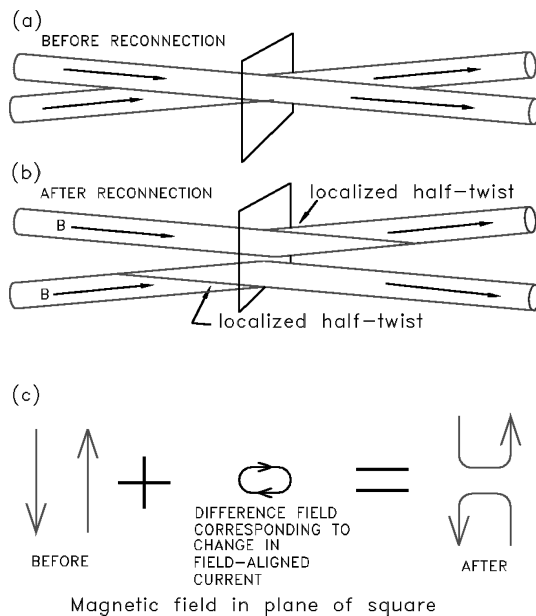 (a)
BEFORE RECONNECTION
(b)
AFTER RECONNECTION
localized half-twist
B
B
localized half-twist
(c)
BEFORE
DIFFERENCE FIELD
CORRESPONDING TO
CHANGE IN
FIELD-ALIGNED
CURRENT
AFTER
Magnetic field in plane of square